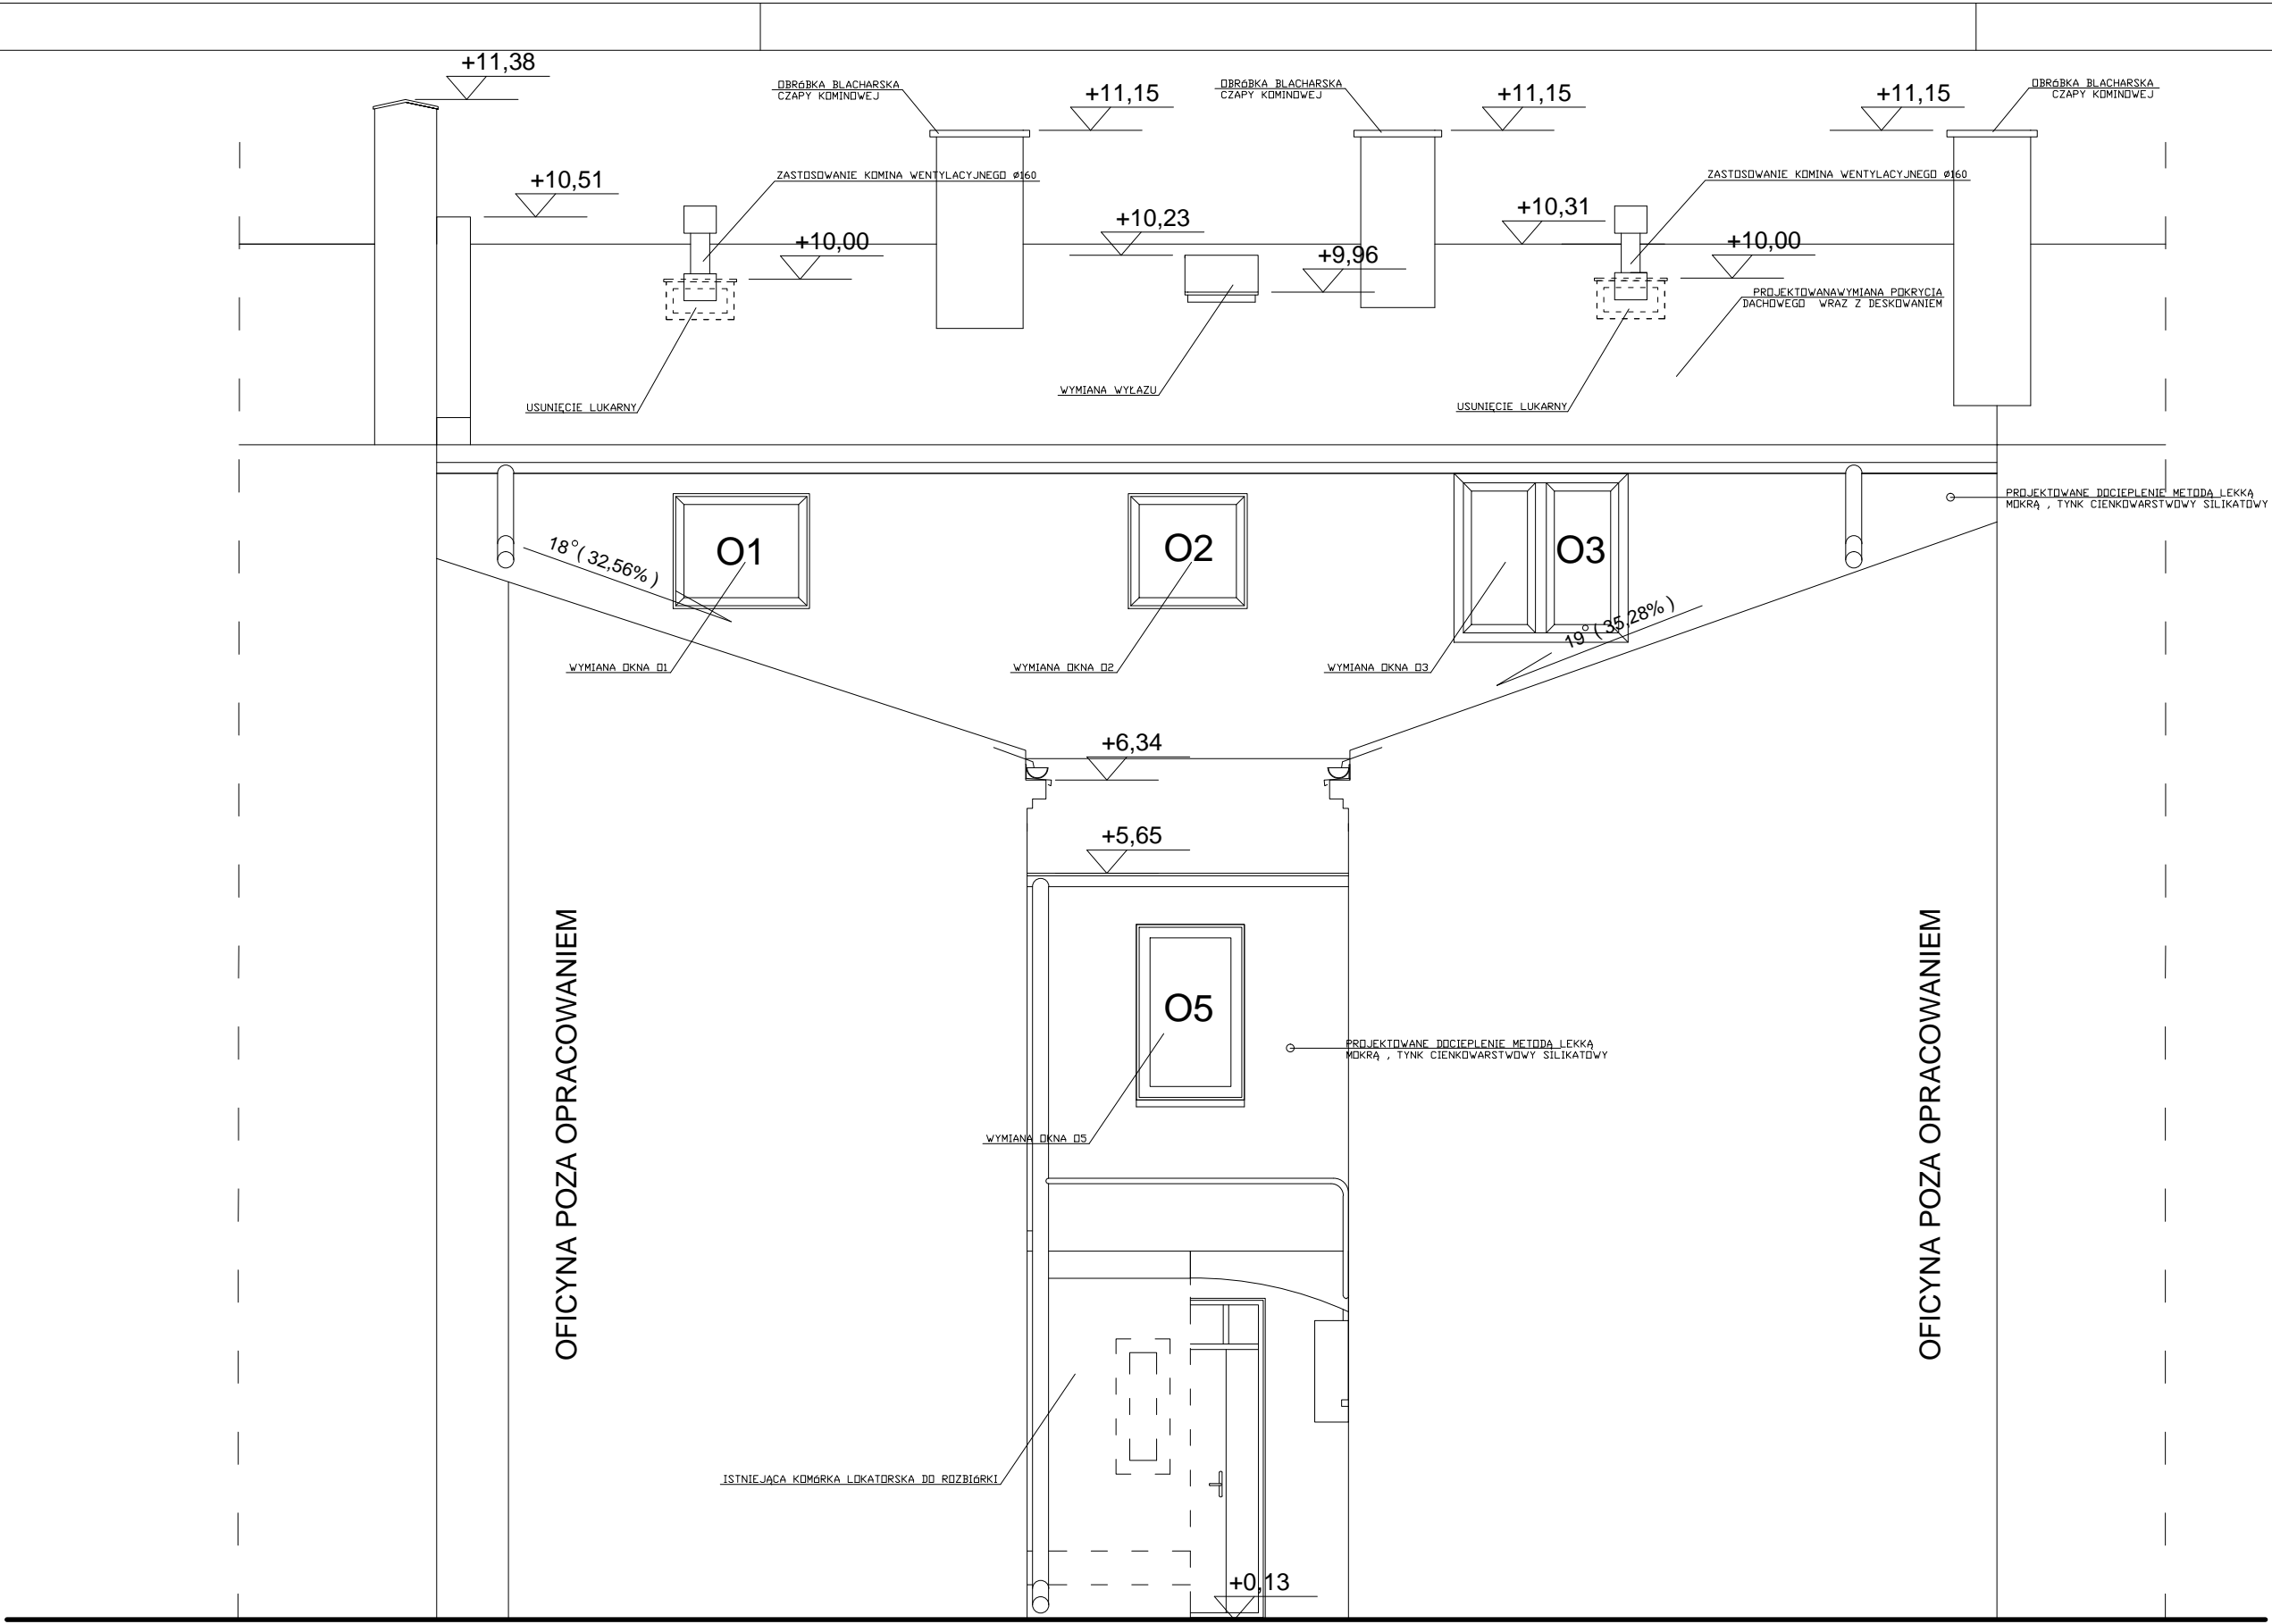 +11,38
OBRÓBKA BLACHARSKA
CZAPY KOMINOWEJ
+11,15
OBRÓBKA BLACHARSKA
CZAPY KOMINOWEJ
+11,15
+11,15
OBRÓBKA BLACHARSKA
CZAPY KOMINOWEJ
+10,51
ZASTOSOWANIE KOMINA WENTYLACYJNEGO Ø160
ZASTOSOWANIE KOMINA WENTYLACYJNEGO Ø160
+10,00
+10,23
+9,96
+10,31
+10,00
PROJEKTOWANAWYMIANA POKRYCIA
DACHOWEGO WRAZ Z DESKOWANIEM
USUNIĘCIE LUKARNY
WYMIANA WYŁAZU
USUNIĘCIE LUKARNY
PROJEKTOWANE DOCIEPLENIE METODĄ LEKKĄ
MOKRĄ , TYNK CIENKOWARSTWOWY SILIKATOWY
18°( 32,56% )
O1
O2
O3
19°( 35,28% )
WYMIANA OKNA O1
WYMIANA OKNA O2
WYMIANA OKNA O3
+6,34
+5,65
OFICYNA POZA OPRACOWANIEM
O5
OFICYNA POZA OPRACOWANIEM
PROJEKTOWANE DOCIEPLENIE METODĄ LEKKĄ
MOKRĄ , TYNK CIENKOWARSTWOWY SILIKATOWY
WYMIANA OKNA O5
ISTNIEJĄCA KOMÓRKA LOKATORSKA DO ROZBIÓRKI
+0,13